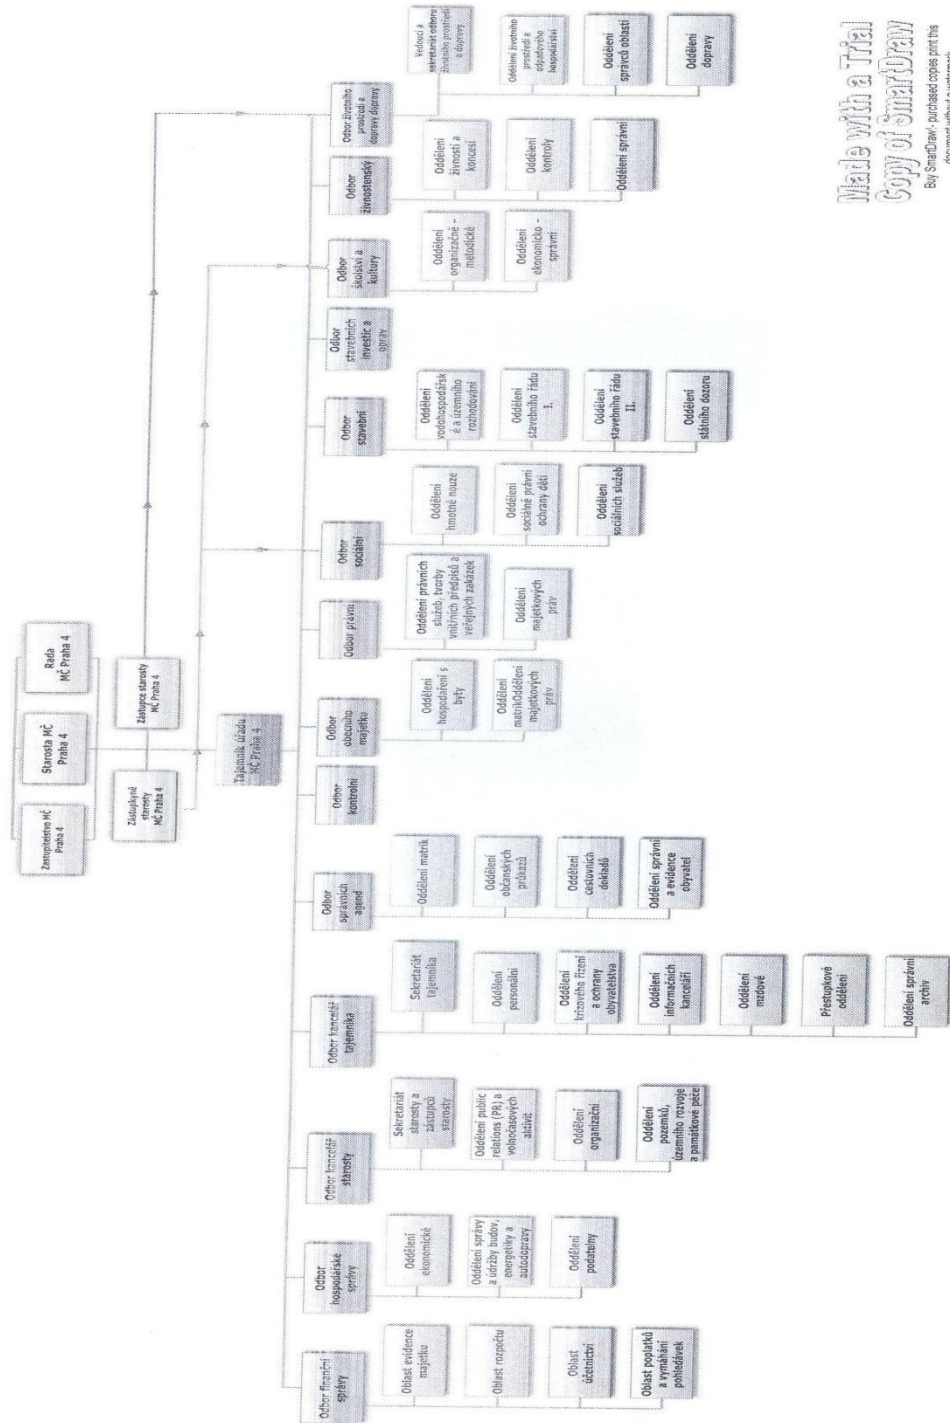 Zastupitelstvo MČ
Praha 4
Starosta MČ
Praha 4
Rada
MČ Praha 4
Zástupkyně
starosty
MČ Praha 4
Zástupce starosty
MČ Praha 4
Tajemník úřadu
MČ Praha 4
Odbor finanční
správy
Oblast evidence
majetku
Oblast rozpočtu
Oblast
účetnictví
Oblast poplatků
a vymáhání
pohledávek
Odbor
hospodářské
správy
Oddělení
ekonomické
Oddělení správy
a údržby budov,
energetiky a
autodopravy
Oddělení
podatelny
Odbor kancelář
starosty
Sekretariát
starosty a
zástupců
starosty
Oddělení public
relations (PR) a
volnočasových
aktivit
Oddělení
organizační
Oddělení
pozemků,
územního rozvoje
a památkové péče
Odbor kancelář
tajemníka
Sekretariát
tajemníka
Oddělení
personální
Oddělení
krizového řízení
a ochrany
obyvatelstva
Oddělení
informačních
kanceláří
Oddělení
mzdové
Přestupkové
oddělení
Oddělení správní
archiv
Odbor
správních
agend
Oddělení matrik
Oddělení
občanských
průkazů
Oddělení
cestovních
dokladů
Oddělení správní
a evidence
obyvatel
Odbor
kontrolní
Odbor
obecního
majetku
Oddělení
hospodaření s
byty
Oddělení
matrikOddělení
majetkových
práv
Odbor právní
Oddělení právních
služeb, tvorby
vnitřních předpisů a
veřejných zakázek
Oddělení
majetkových
práv
Odbor
sociální
Oddělení
hmotné nouze
Oddělení
sociálně právní
ochrany dětí
Oddělení
sociálních služeb
Odbor
stavební
Oddělení
vodohospodářsk
é a územního
rozhodování
Oddělení
stavebního řádu
I.
Oddělení
stavebního řádu
II.
Oddělení
státního dozoru
Odbor
stavebních
investic a
oprav
Odbor
školství a
kultury
Oddělení
organizačně –
metodické
Oddělení
ekonomicko –
správní
Odbor
živnostenský
Oddělení
živností a
koncesí
Oddělení
kontroly
Oddělení správní
Odbor životního
prostředí a
dopravy dopravy
Vedoucí a
sekretariát odboru
životního prostředí
a dopravy.
Oddělení životního
prostředí a
odpadového
hospodářství
Oddělení
správců oblastí
Oddělení
dopravy
Made with a Trial
Copy of SmartDraw
Buy SmartDraw!- purchased copies print this
document without a watermark